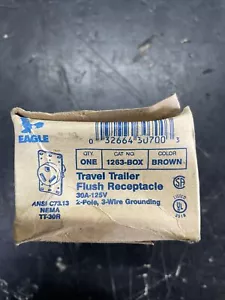 0 32664 30700 3
EAGLE
QTY. CAT NO. COLOR
ONE 1263-BOX BROWN
Travel Trailer
Flush Receptacle
30A-125V
2-Pole, 3-Wire Grounding
ANSI C73.13
NEMA
TT-30R